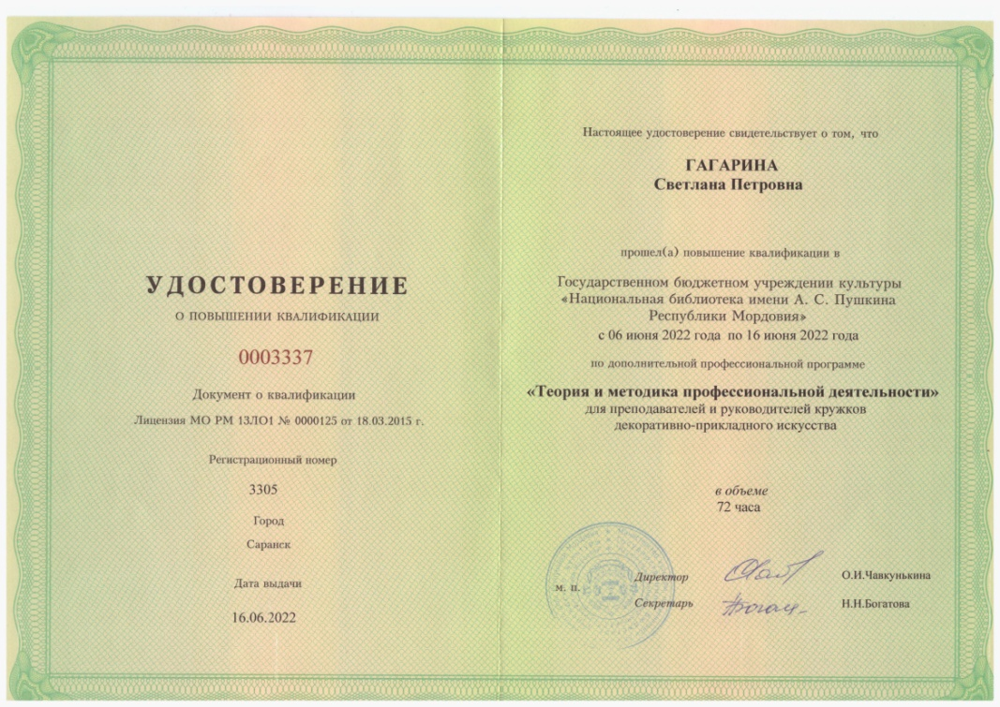 УДОСТОВЕРЕНИЕ
О ПОВЫШЕНИИ КВАЛИФИКАЦИИ
0003337
Документ о квалификации
Лицензия МО РМ 13ЛО1 № 0000125 от 18.03.2015 г.
Регистрационный номер
3305
Город
Саранск
Дата выдачи
16.06.2022
Настоящее удостоверение свидетельствует о том, что
ГАГАРИНА
Светлана Петровна
прошел(а) повышение квалификации в
Государственном бюджетном учреждении культуры
«Национальная библиотека имени А. С. Пушкина
Республики Мордовия»
с 06 июня 2022 года по 16 июня 2022 года
по дополнительной профессиональной программе
«Теория и методика профессиональной деятельности»
для преподавателей и руководителей кружков
декоративно-прикладного искусства
в объеме
72 часа
м. п.
Директор
О.И.Чавкунькина
Секретарь
Н.Н.Богатова